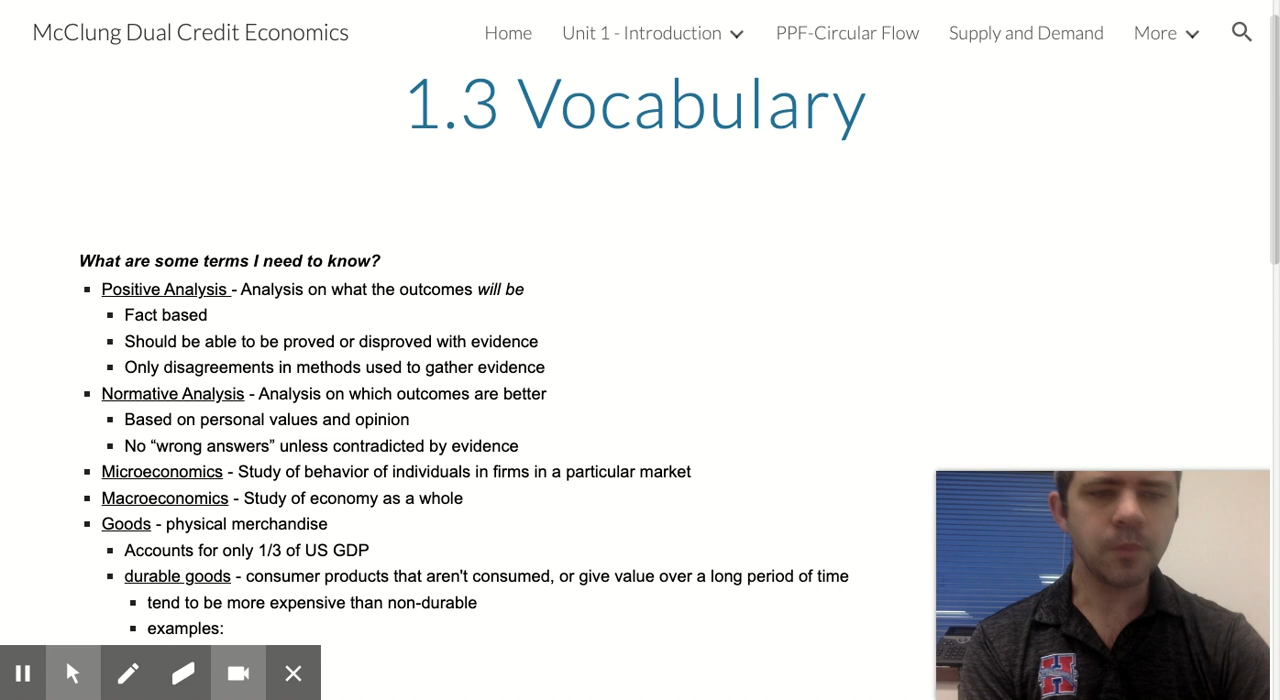 McClung Dual Credit Economics
Home
Unit 1 - Introduction
PPF-Circular Flow
Supply and Demand
More
1.3 Vocabulary
What are some terms I need to know?
Positive Analysis - Analysis on what the outcomes will be
Fact based
Should be able to be proved or disproved with evidence
Only disagreements in methods used to gather evidence
Normative Analysis - Analysis on which outcomes are better
Based on personal values and opinion
No “wrong answers” unless contradicted by evidence
Microeconomics - Study of behavior of individuals in firms in a particular market
Macroeconomics - Study of economy as a whole
Goods - physical merchandise
Accounts for only 1/3 of US GDP
durable goods - consumer products that aren't consumed, or give value over a long period of time
tend to be more expensive than non-durable
examples:
H